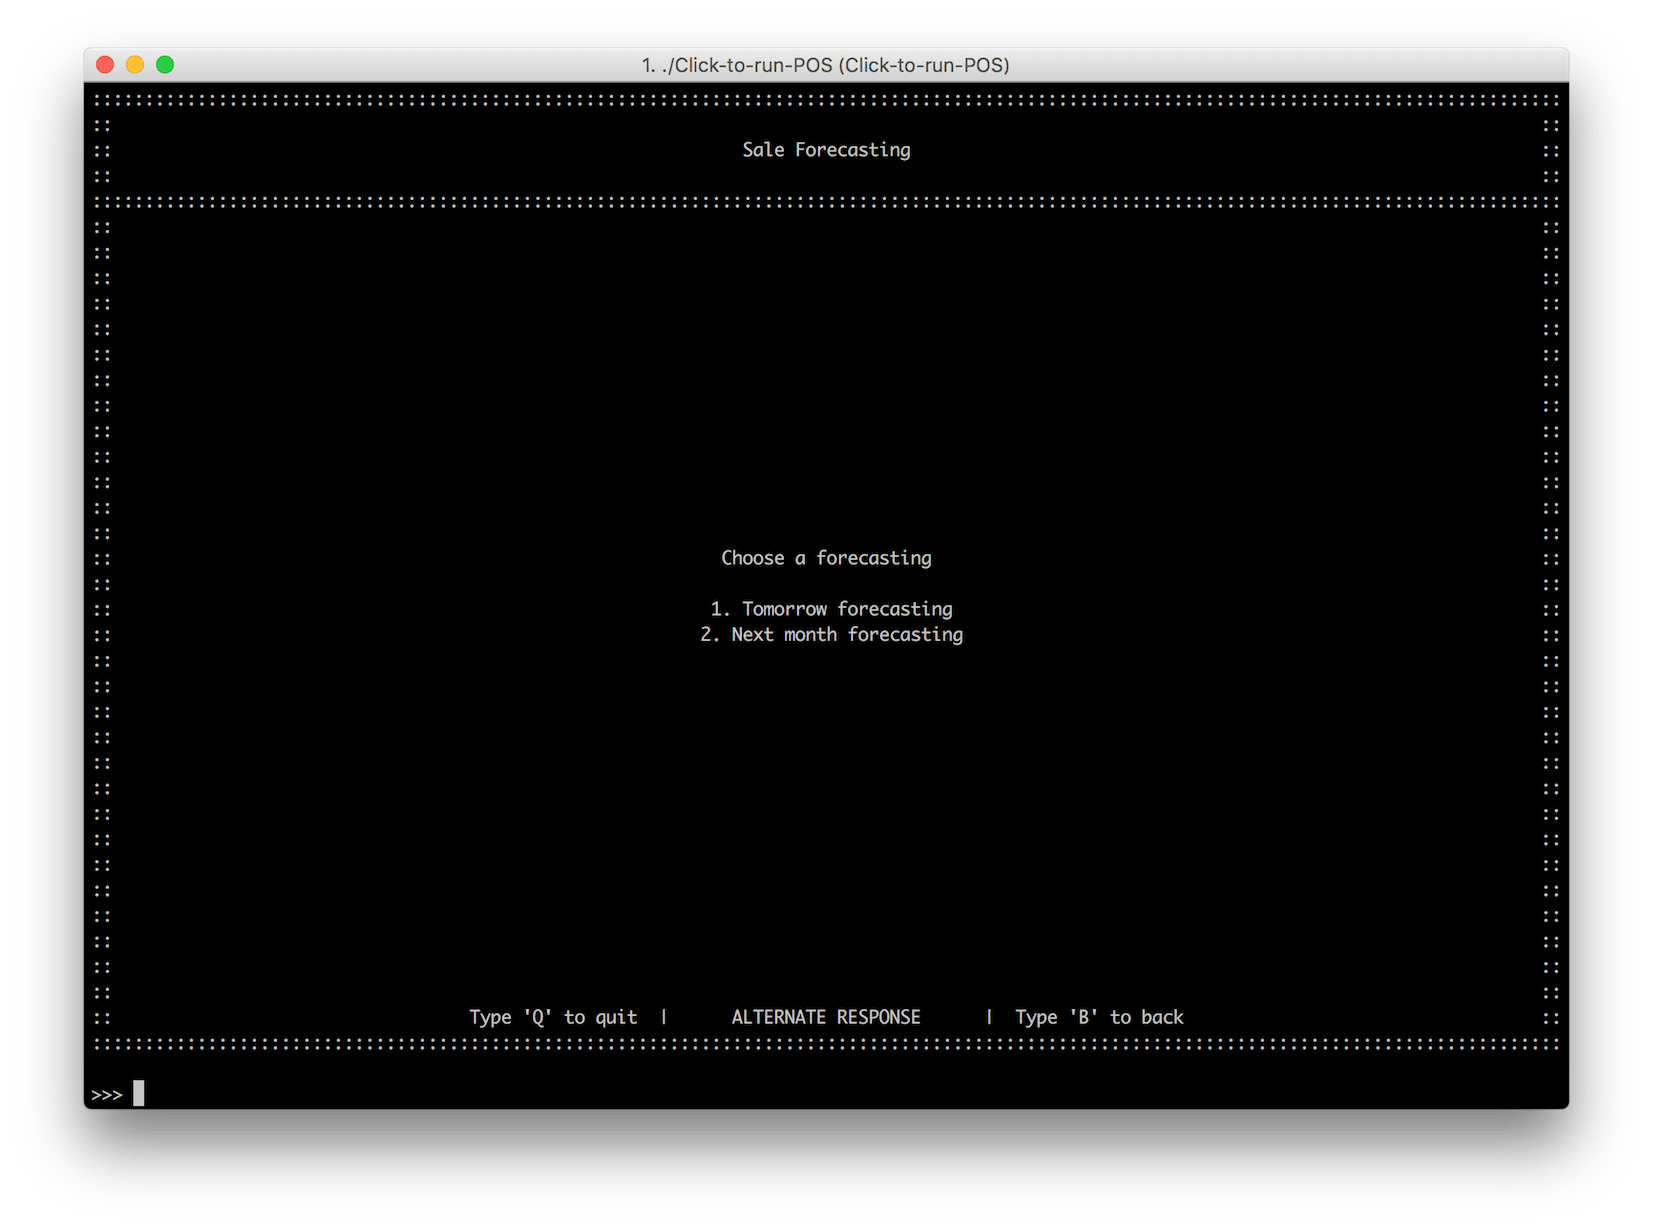 1. ./Click-to-run-POS (Click-to-run-POS)
Sale Forecasting
Choose a forecasting
1. Tomorrow forecasting
2. Next month forecasting
Type 'Q' to quit | ALTERNATE RESPONSE | Type 'B' to back
>>>